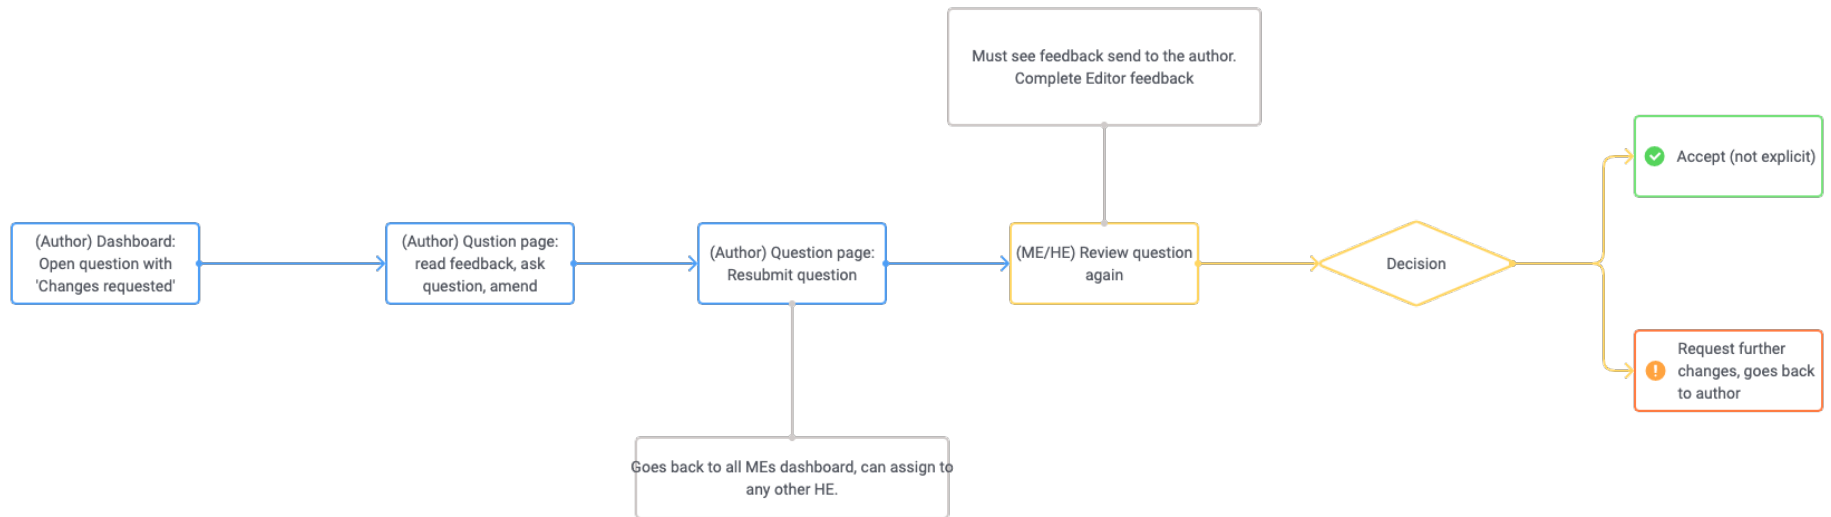 Must see feedback send to the author.
Complete Editor feedback
Accept (not explicit)
(Author) Dashboard:
Open question with
'Changes requested'
(Author) Qustion page:
read feedback, ask
question, amend
(Author) Question page:
Resubmit question
(ME/HE) Review question
again
Decision
Request further
changes, goes back
to author
Goes back to all MEs dashboard, can assign to
any other HE.